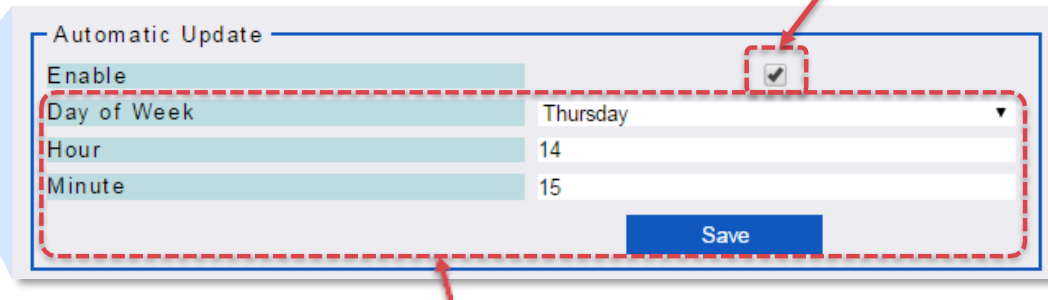 Automatic Update
Enable
Day of Week Thursday
Hour 14
Minute 15
Save